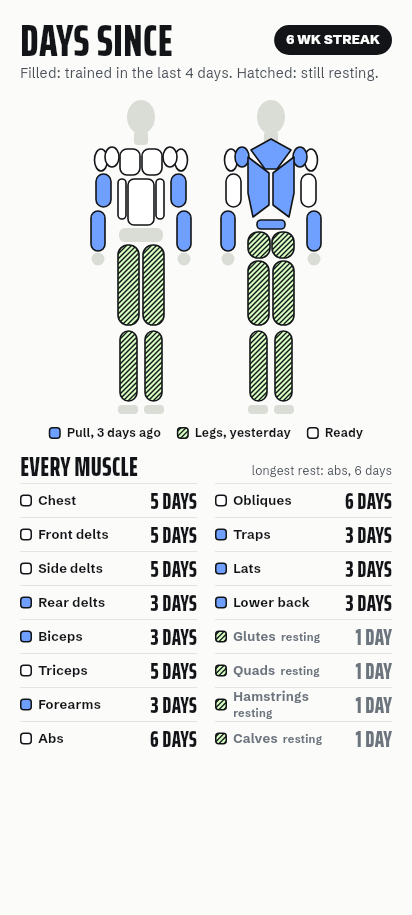 DAYS SINCE
6 WK STREAK
Filled: trained in the last 4 days. Hatched: still resting.
Pull, 3 days ago
Legs, yesterday
Ready
EVERY MUSCLE
longest rest: abs, 6 days
Chest 5 DAYS
Front delts 5 DAYS
Side delts 5 DAYS
Rear delts 3 DAYS
Biceps 3 DAYS
Triceps 5 DAYS
Forearms 3 DAYS
Abs 6 DAYS
Obliques 6 DAYS
Traps 3 DAYS
Lats 3 DAYS
Lower back 3 DAYS
Glutes resting 1 DAY
Quads resting 1 DAY
Hamstrings
resting 1 DAY
Calves resting 1 DAY